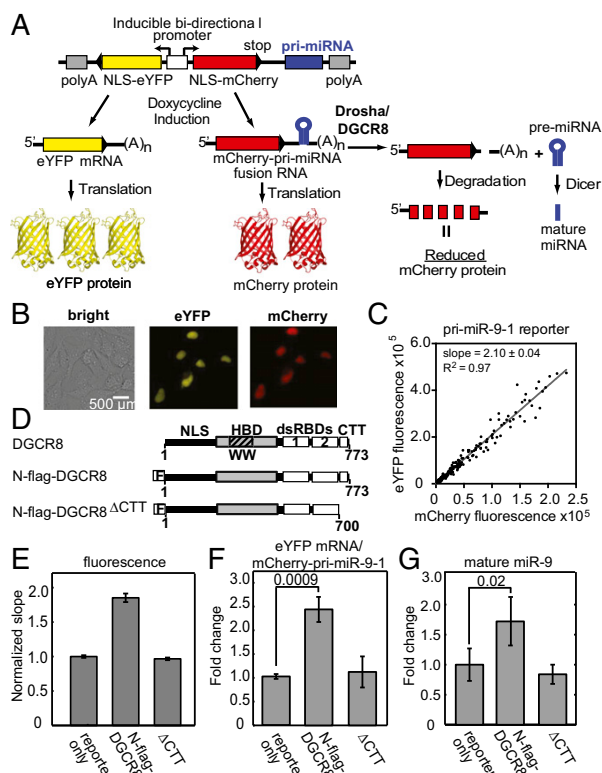 A
Inducible bi-directiona l
promoter
stop
pri-miRNA
polyA
NLS-eYFP
NLS-mCherry
polyA
Doxycycline
Induction
Drosha/
DGCR8
pre-miRNA
5'
(A)n
eYFP mRNA
5'
(A)n
mCherry-pri-miRNA
fusion RNA
5'
(A)n
+
Translation
Translation
Degradation
Dicer
5'
mature
miRNA
Reduced
mCherry protein
eYFP protein
mCherry protein
B
bright
eYFP
mCherry
500 μm
C
pri-miR-9-1 reporter
slope = 2.10 ± 0.04
R2 = 0.97
eYFP fluorescence x10 5
6.0
4.0
2.0
0
0 0.5 1.0 1.5 2.0 2.5
mCherry fluorescence x105
D
NLS HBD dsRBDs CTT
DGCR8
1 2
1 WW 773
N-flag-DGCR8
F
1 773
N-flag-DGCR8ΔCTT
F
1 700
E
fluorescence
Normalized slope
2.0
1.5
1.0
0.5
0
reporter only
N-flag-DGCR8
ΔCTT
F
eYFP mRNA/
mCherry-pri-miR-9-1
0.0009
Fold change
3.0
2.5
2.0
1.5
1.0
0.5
0
reporter only
N-flag-DGCR8
ΔCTT
G
mature miR-9
0.02
Fold change
3.0
2.0
1.5
1.0
0.5
0
reporter only
N-flag-DGCR8
ΔCTT